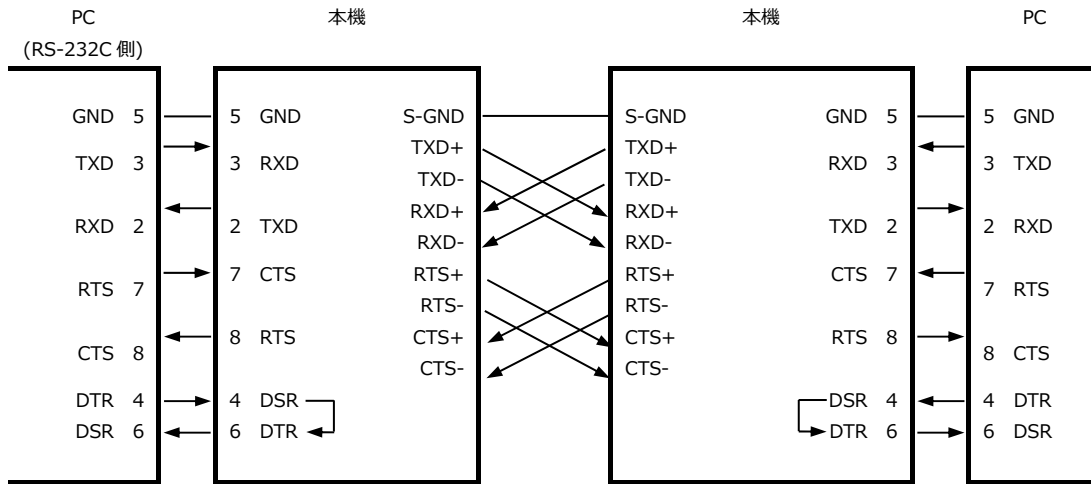 PC 本機 本機 PC
(RS-232C 側)
GND 5 5 GND S-GND S-GND GND 5 5 GND
TXD+ TXD+
TXD 3 3 RXD RXD 3 3 TXD
TXD- TXD-
RXD+ RXD+
RXD 2 2 TXD TXD 2 2 RXD
RXD- RXD-
7 CTS RTS+ RTS+ CTS 7
RTS 7 7 RTS
RTS- RTS-
8 RTS CTS+ CTS+ RTS 8
CTS 8 8 CTS
CTS- CTS-
DTR 4 4 DSR DSR 4 4 DTR
DSR 6 6 DTR DTR 6 6 DSR